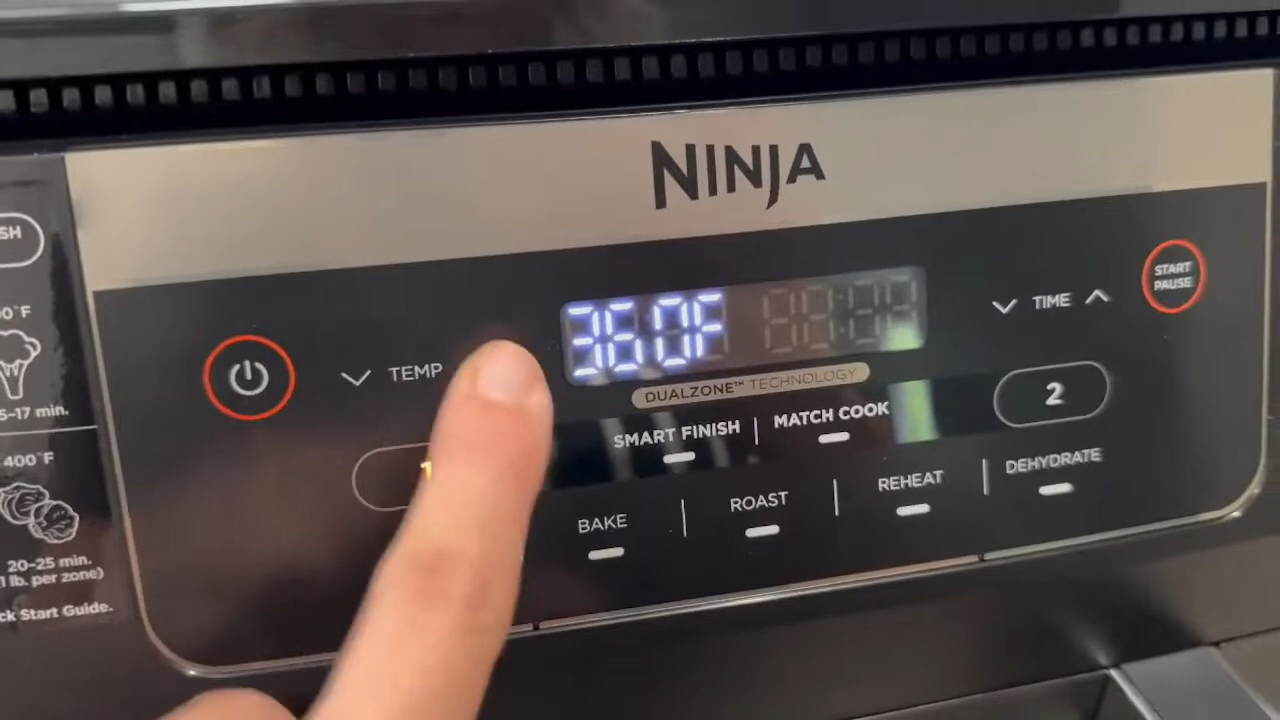 NINJA
SH
0°F
5-17 min.
400°F
20-25 min.
1 lb. per zone)
ck Start Guide.
TEMP
DUALZONE™ TECHNOLOGY
TIME
START
PAUSE
2
SMART FINISH
MATCH COOK
BAKE
ROAST
REHEAT
DEHYDRATE